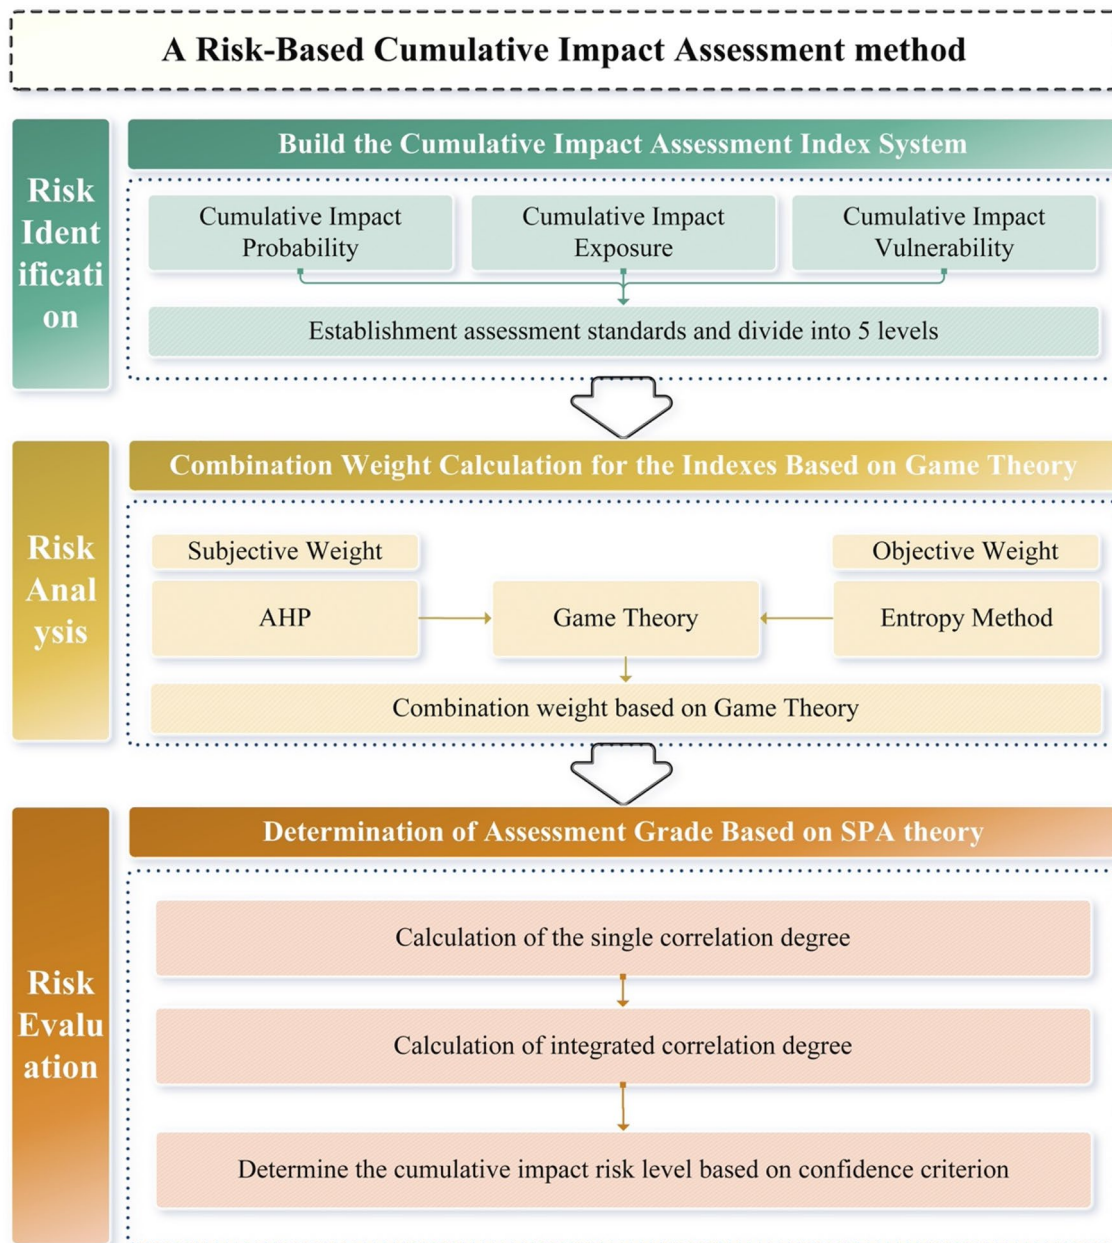 A Risk-Based Cumulative Impact Assessment method
Risk
Ident
ificati
on
Build the Cumulative Impact Assessment Index System
Cumulative Impact
Probability
Cumulative Impact
Exposure
Cumulative Impact
Vulnerability
Establishment assessment standards and divide into 5 levels
Risk
Anal
ysis
Combination Weight Calculation for the Indexes Based on Game Theory
Subjective Weight
Objective Weight
AHP
Game Theory
Entropy Method
Combination weight based on Game Theory
Risk
Evalu
ation
Determination of Assessment Grade Based on SPA theory
Calculation of the single correlation degree
Calculation of integrated correlation degree
Determine the cumulative impact risk level based on confidence criterion